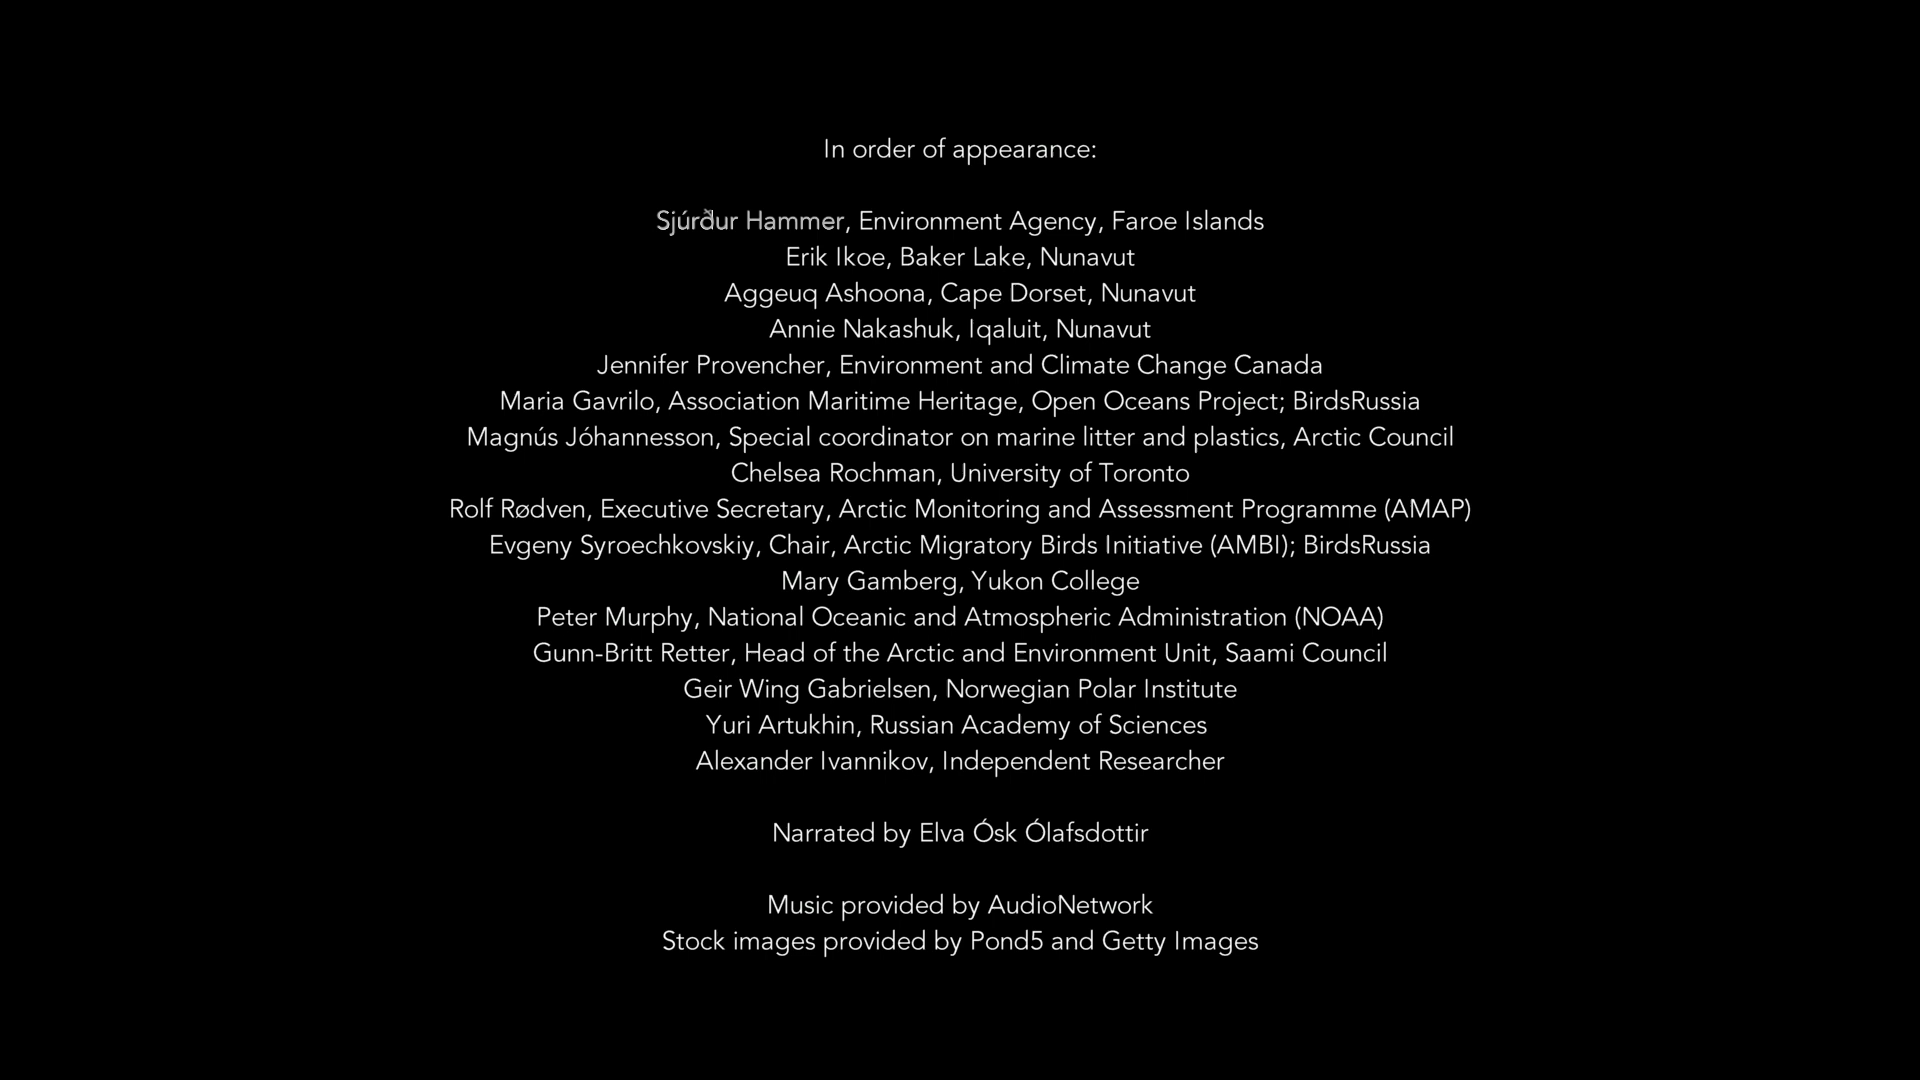 In order of appearance:
Sjúrður Hammer, Environment Agency, Faroe Islands
Erik Ikoe, Baker Lake, Nunavut
Aggeuq Ashoona, Cape Dorset, Nunavut
Annie Nakashuk, Iqaluit, Nunavut
Jennifer Provencher, Environment and Climate Change Canada
Maria Gavrilo, Association Maritime Heritage, Open Oceans Project; BirdsRussia
Magnús Jóhannesson, Special coordinator on marine litter and plastics, Arctic Council
Chelsea Rochman, University of Toronto
Rolf Rødven, Executive Secretary, Arctic Monitoring and Assessment Programme (AMAP)
Evgeny Syroechkovskiy, Chair, Arctic Migratory Birds Initiative (AMBI); BirdsRussia
Mary Gamberg, Yukon College
Peter Murphy, National Oceanic and Atmospheric Administration (NOAA)
Gunn-Britt Retter, Head of the Arctic and Environment Unit, Saami Council
Geir Wing Gabrielsen, Norwegian Polar Institute
Yuri Artukhin, Russian Academy of Sciences
Alexander Ivannikov, Independent Researcher
Narrated by Elva Ósk Ólafsdottir
Music provided by AudioNetwork
Stock images provided by Pond5 and Getty Images